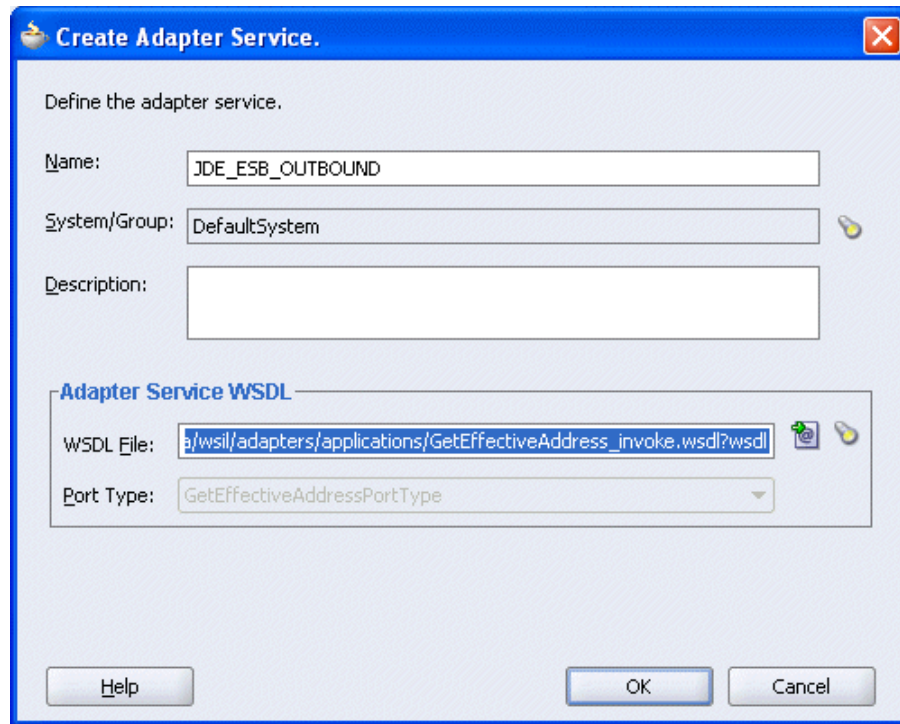 Create Adapter Service.
Define the adapter service.
Name: JDE_ESB_OUTBOUND
System/Group: DefaultSystem
Description:
Adapter Service WSDL
WSDL File: a/wsil/adapters/applications/GetEffectiveAddress_invoke.wsdl?wsdl
Port Type: GetEffectiveAddressPortType
Help OK Cancel